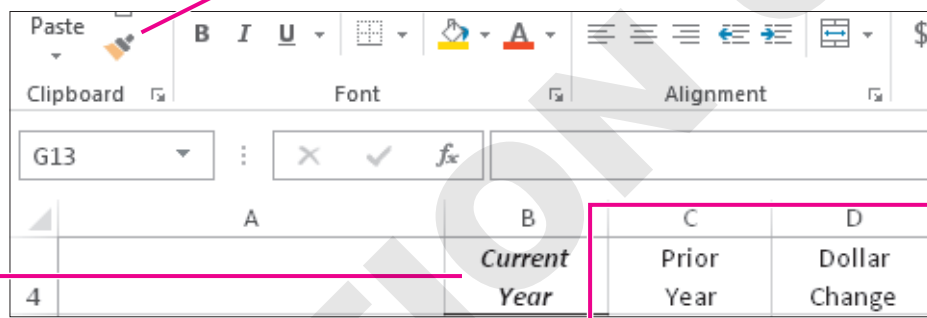 Paste
B I U A $
Clipboard Font Alignment
G13 fx
A B C D
Current Prior Dollar
4 Year Year Change